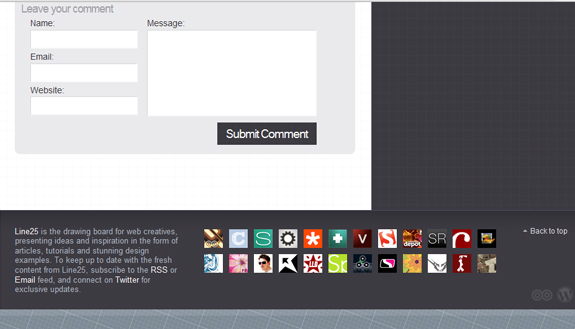 Leave your comment
Name:
Message:
Email:
Website:
Submit Comment
Line25 is the drawing board for web creatives,
presenting ideas and inspiration in the form of
articles, tutorials and stunning design
examples. To keep up to date with the fresh
content from Line25, subscribe to the RSS or
Email feed, and connect on Twitter for
exclusive updates.
C
S
V
S
depot
SR
Sp
Back to top